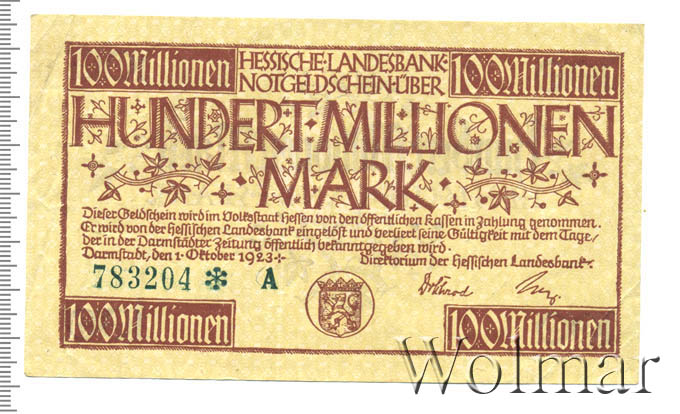 100 Millionen HESSISCHE·LANDESBANK· 100 Millionen
NOTGELDSCHEIN·ÜBER
HUNDERT·MILLIONEN
MARK
Dieser Geldschein wird im Volksstaat Hessen von den öffentlichen Kassen in Zahlung genommen.
Er wird von der Hessischen Landesbank eingelöst und verliert seine Gültigkeit mit dem Tage,
der in der Darmstädter Zeitung öffentlich bekanntgegeben wird.
Darmstadt, den 1. Oktober 1923. Direktorium der Hessischen Landesbank.
783204 * A
100 Millionen 100 Millionen
Wolmar